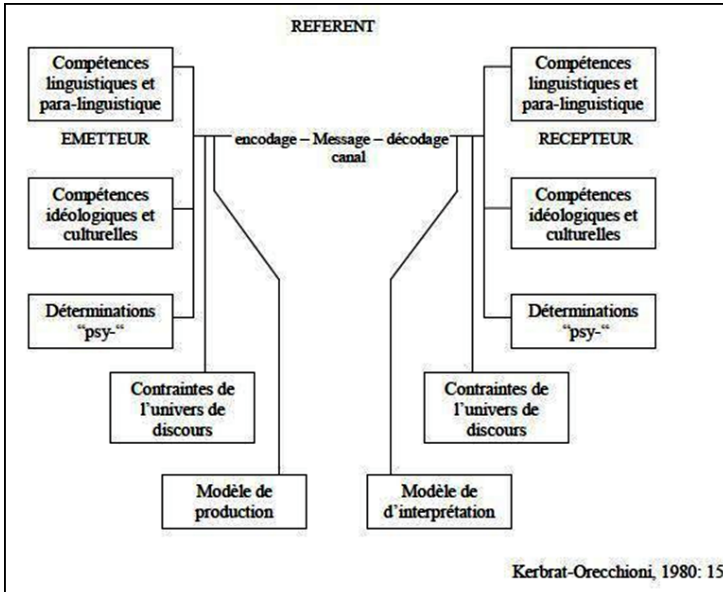 REFERENT
Compétences
linguistiques et
para-linguistique
Compétences
linguistiques et
para-linguistique
EMETTEUR
encodage – Message – décodage
canal
RECEPTEUR
Compétences
idéologiques et
culturelles
Compétences
idéologiques et
culturelles
Déterminations
“psy-“
Déterminations
“psy-“
Contraintes de
l’univers de
discours
Contraintes de
l’univers de
discours
Modèle de
production
Modèle de
d’interprétation
Kerbrat-Orecchioni, 1980: 15